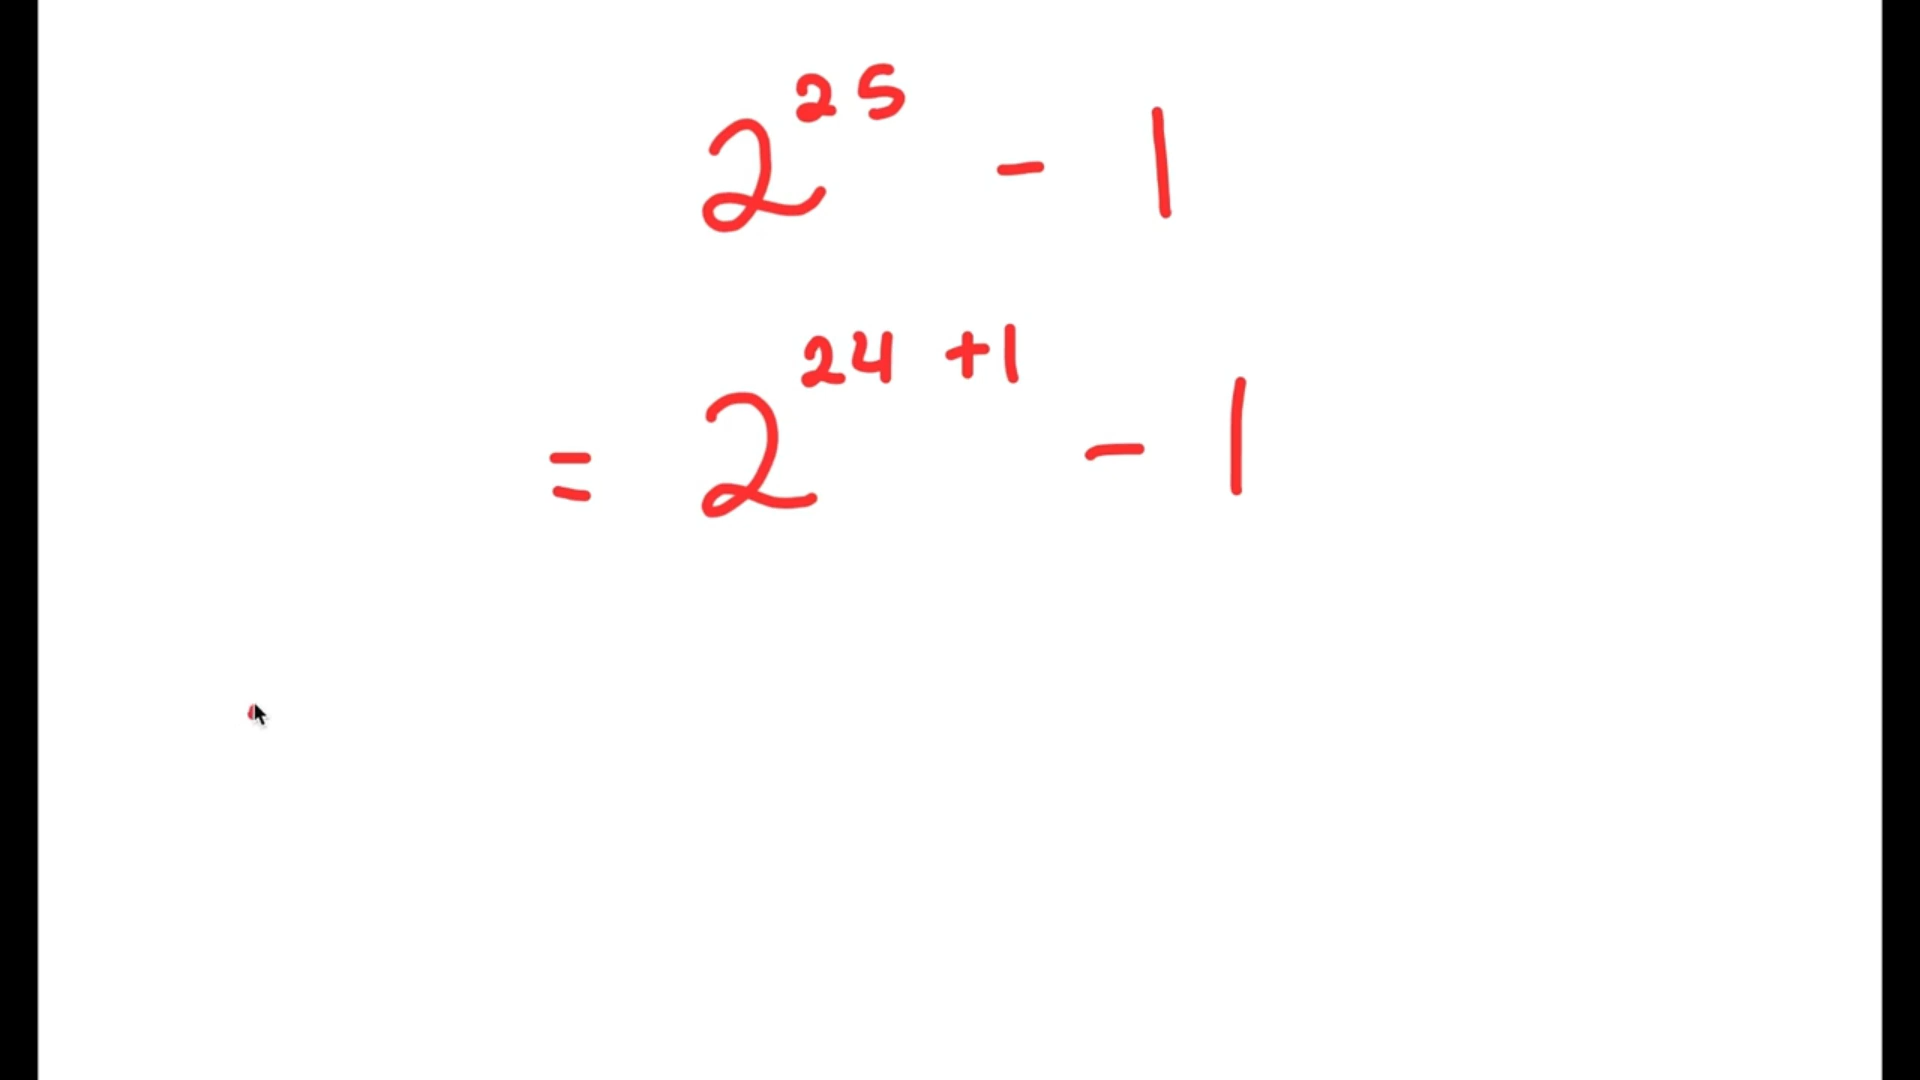 2^25 - 1
= 2^24+1 - 1